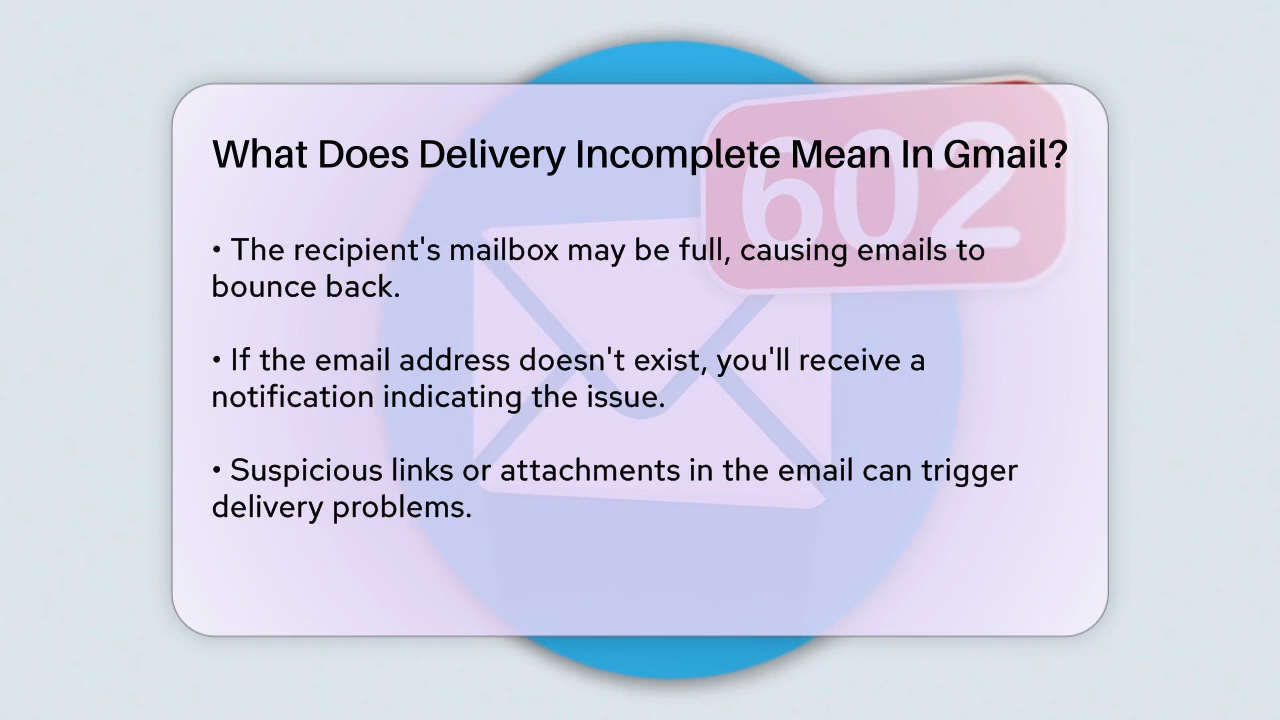 What Does Delivery Incomplete Mean In Gmail?
602
• The recipient's mailbox may be full, causing emails to
bounce back.
• If the email address doesn't exist, you'll receive a
notification indicating the issue.
• Suspicious links or attachments in the email can trigger
delivery problems.